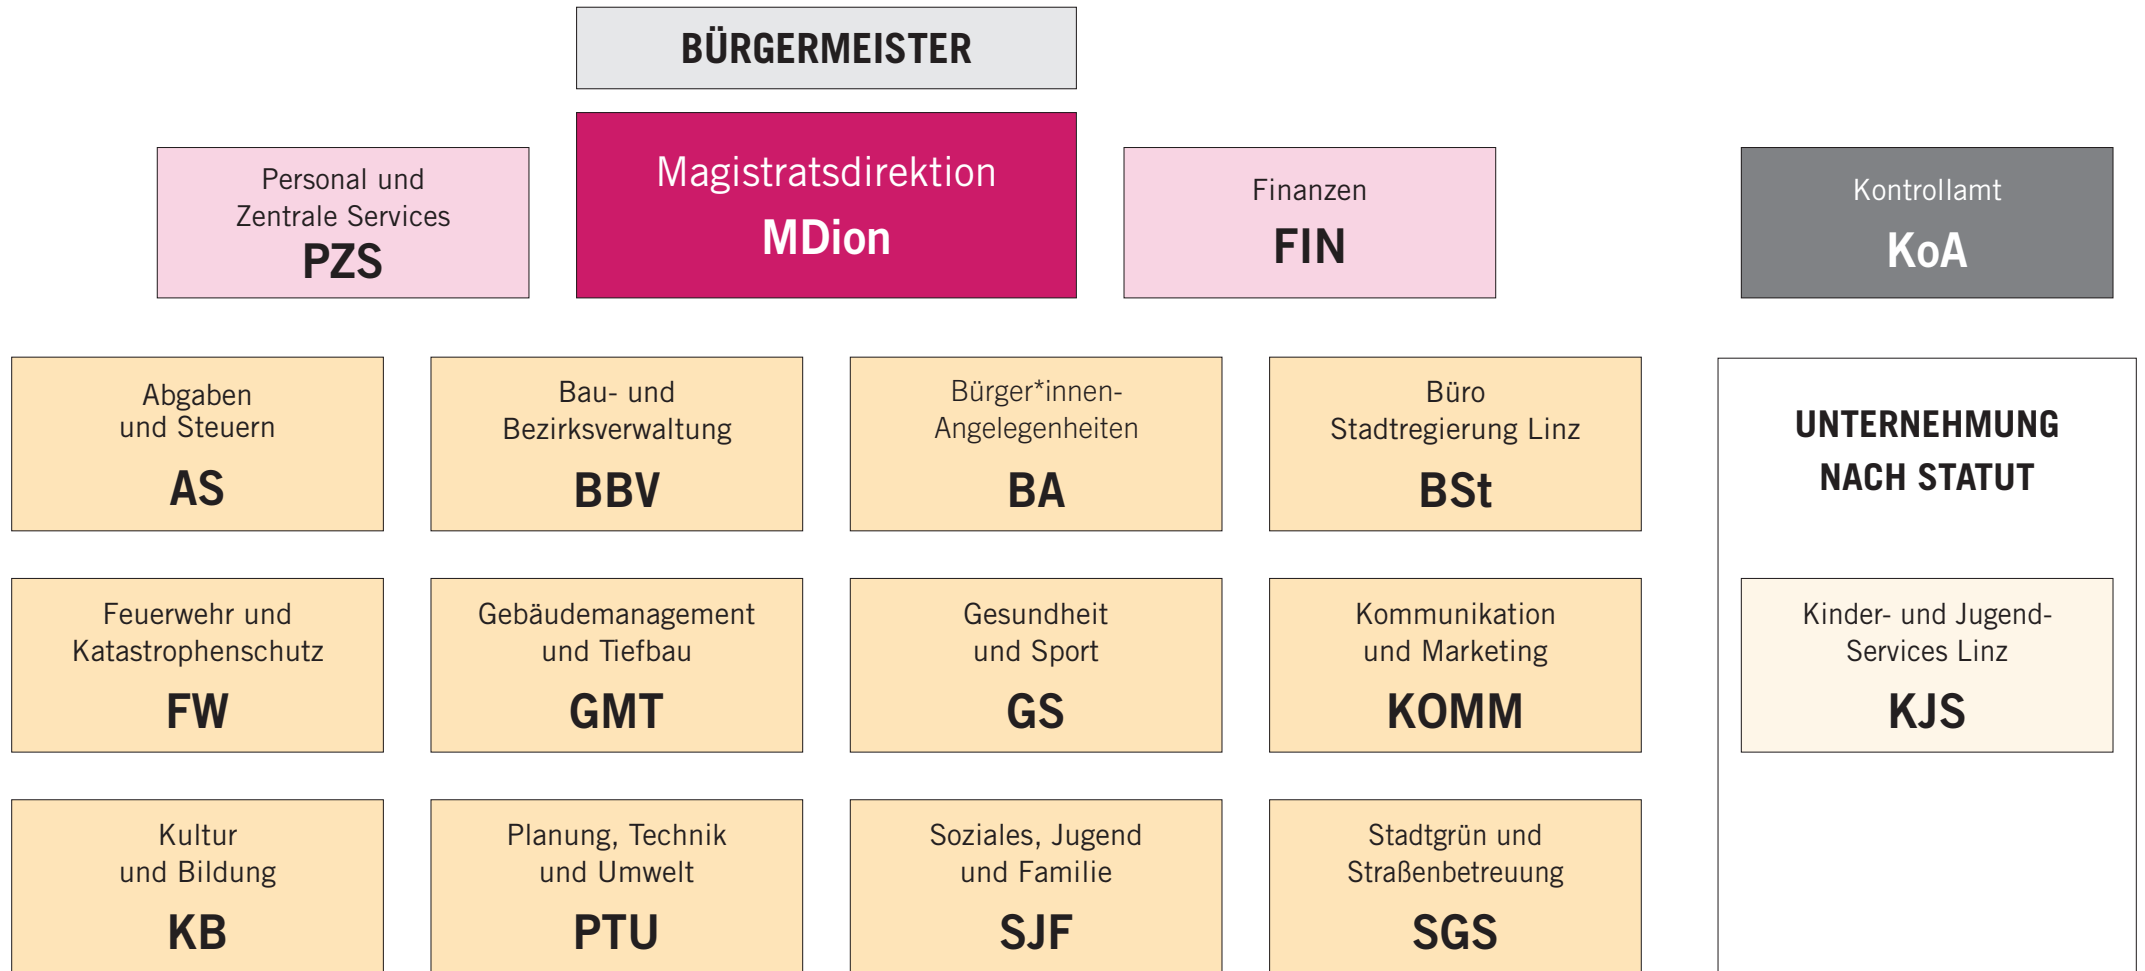 BÜRGERMEISTER
Personal und
Zentrale Services
PZS
Magistratsdirektion
MDion
Finanzen
FIN
Kontrollamt
KoA
Abgaben
und Steuern
AS
Bau- und
Bezirksverwaltung
BBV
Bürger*innen-
Angelegenheiten
BA
Büro
Stadtregierung Linz
BSt
UNTERNEHMUNG
NACH STATUT
Feuerwehr und
Katastrophenschutz
FW
Gebäudemanagement
und Tiefbau
GMT
Gesundheit
und Sport
GS
Kommunikation
und Marketing
KOMM
Kinder- und Jugend-
Services Linz
KJS
Kultur
und Bildung
KB
Planung, Technik
und Umwelt
PTU
Soziales, Jugend
und Familie
SJF
Stadtgrün und
Straßenbetreuung
SGS